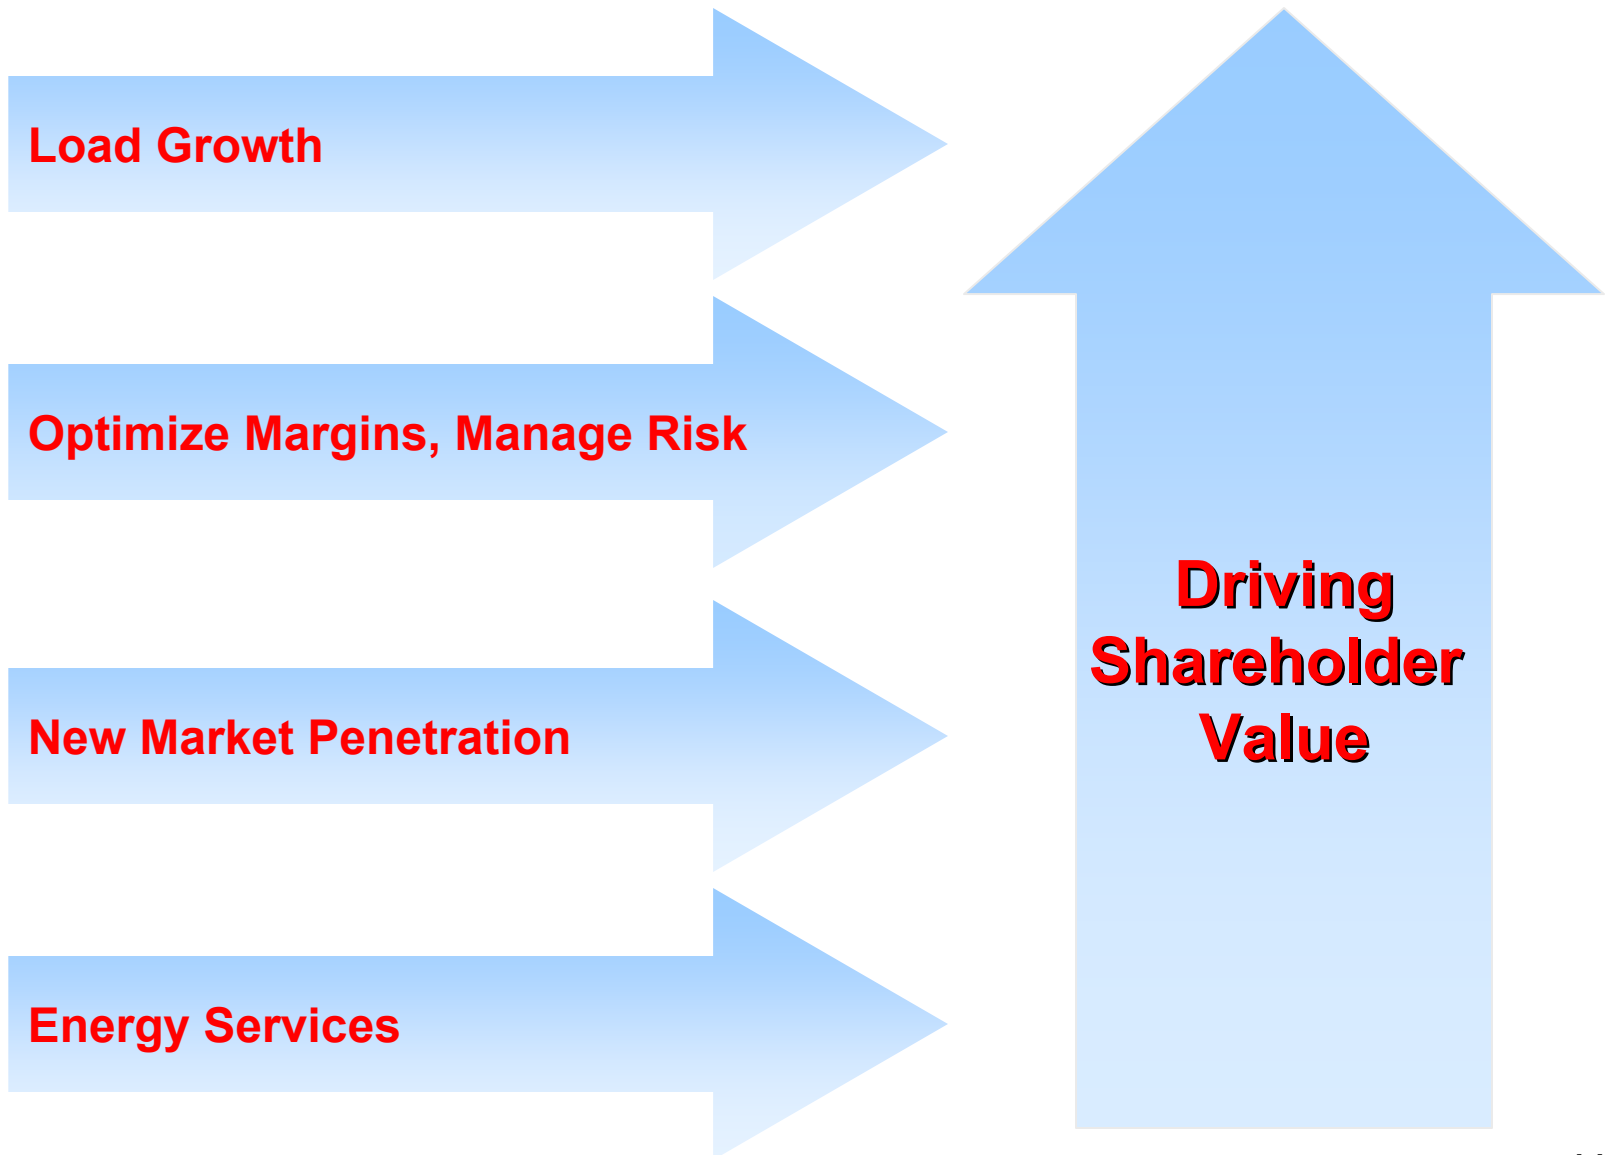 Load Growth
Optimize Margins, Manage Risk
New Market Penetration
Energy Services
Driving
Shareholder
Value